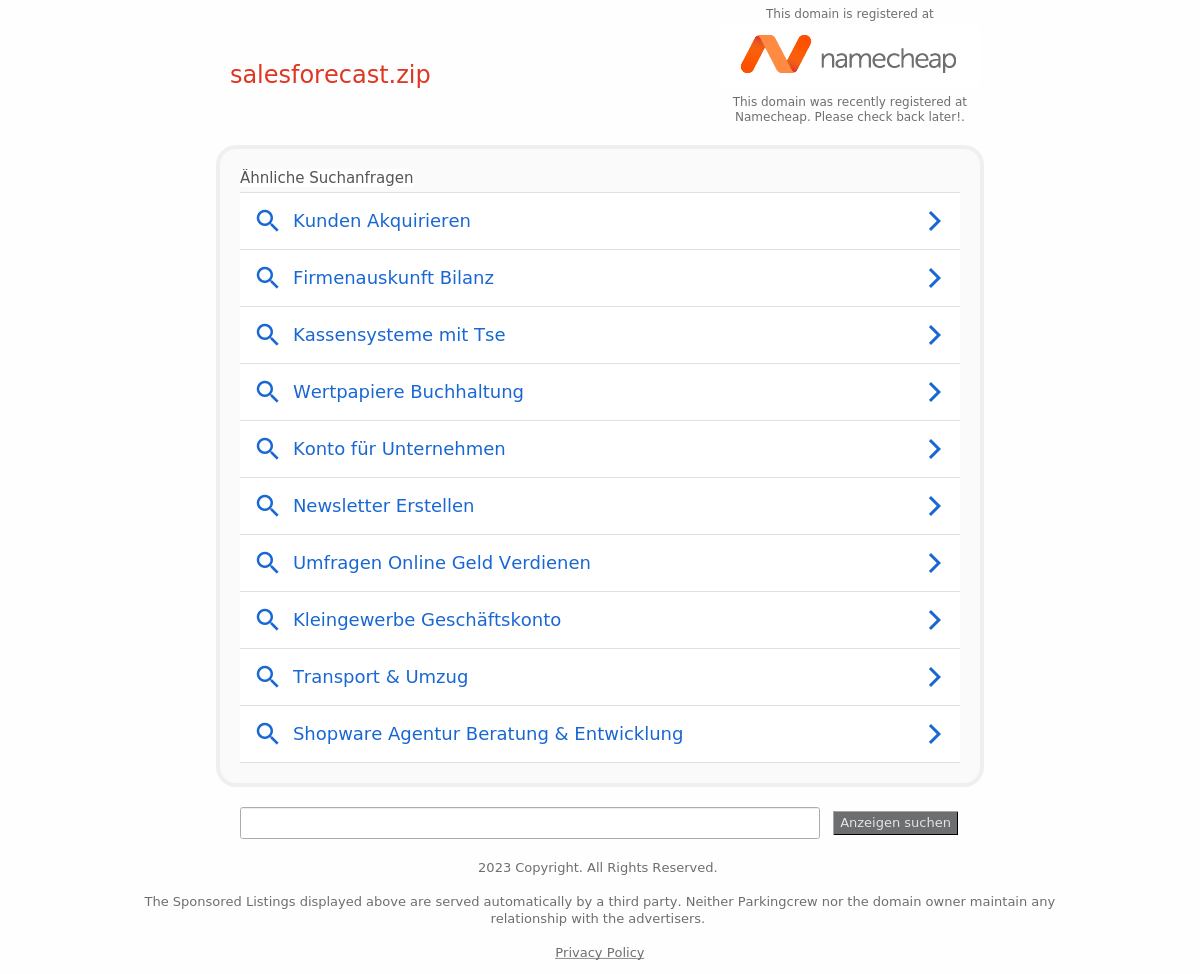 This domain is registered at
namecheap
salesforecast.zip
This domain was recently registered at
Namecheap. Please check back later!.
Ähnliche Suchanfragen
Kunden Akquirieren
Firmenauskunft Bilanz
Kassensysteme mit Tse
Wertpapiere Buchhaltung
Konto für Unternehmen
Newsletter Erstellen
Umfragen Online Geld Verdienen
Kleingewerbe Geschäftskonto
Transport & Umzug
Shopware Agentur Beratung & Entwicklung
Anzeigen suchen
2023 Copyright. All Rights Reserved.
The Sponsored Listings displayed above are served automatically by a third party. Neither Parkingcrew nor the domain owner maintain any
relationship with the advertisers.
Privacy Policy